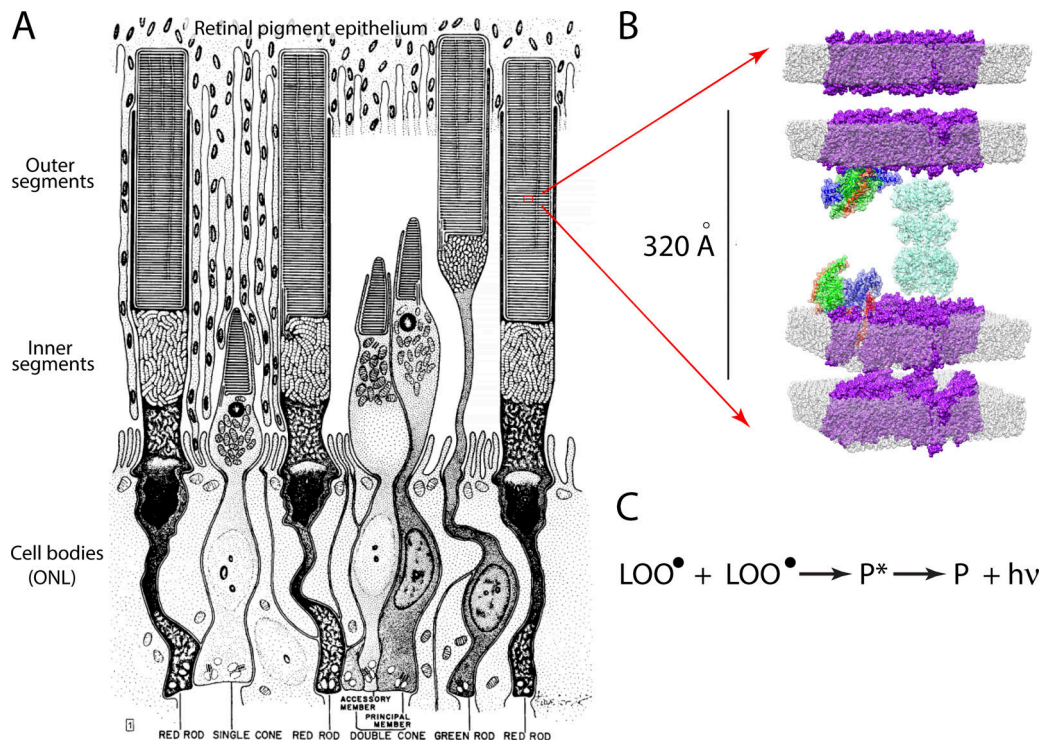 A
Retinal pigment epithelium
Outer
segments
Inner
segments
Cell bodies
(ONL)
ACCESSORY
MEMBER
PRINCIPAL
MEMBER
1
RED ROD SINGLE CONE RED ROD DOUBLE CONE GREEN ROD RED ROD
B
320 Å
C
LOO• + LOO• → P* → P + hν